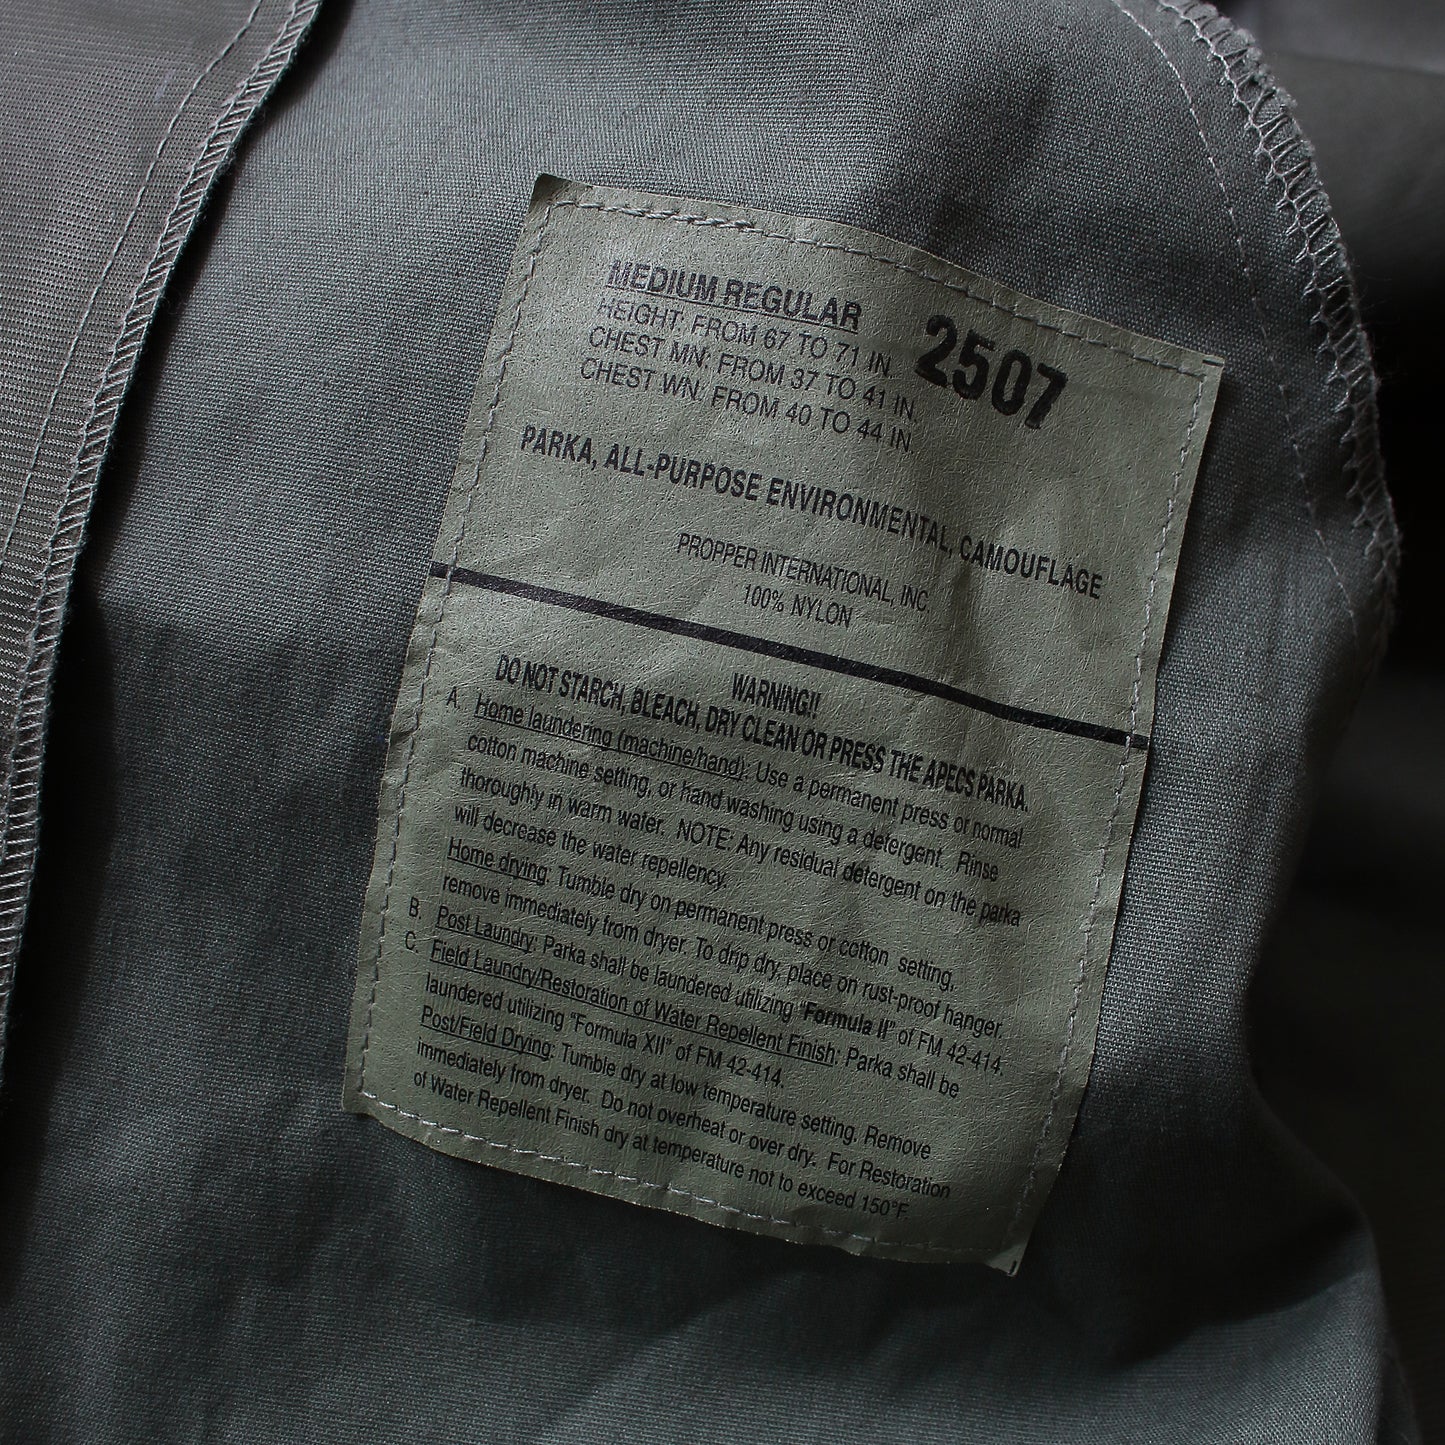 MEDIUM REGULAR
HEIGHT: FROM 67 TO 71 IN.
CHEST MN: FROM 37 TO 41 IN.
CHEST WN: FROM 40 TO 44 IN.
2507
PARKA, ALL-PURPOSE ENVIRONMENTAL, CAMOUFLAGE
PROPPER INTERNATIONAL, INC.
100% NYLON
WARNING!!
DO NOT STARCH, BLEACH, DRY CLEAN OR PRESS THE APECS PARKA.
A. Home laundering (machine/hand): Use a permanent press or normal
cotton machine setting, or hand washing using a detergent. Rinse
thoroughly in warm water. NOTE: Any residual detergent on the parka
will decrease the water repellency.
Home drying: Tumble dry on permanent press or cotton setting,
remove immediately from dryer. To drip dry, place on rust-proof hanger.
B. Post Laundry: Parka shall be laundered utilizing "Formula II" of FM 42-414.
C. Field Laundry/Restoration of Water Repellent Finish: Parka shall be
laundered utilizing "Formula XII" of FM 42-414.
Post/Field Drying: Tumble dry at low temperature setting. Remove
immediately from dryer. Do not overheat or over dry. For Restoration
of Water Repellent Finish dry at temperature not to exceed 150°F.